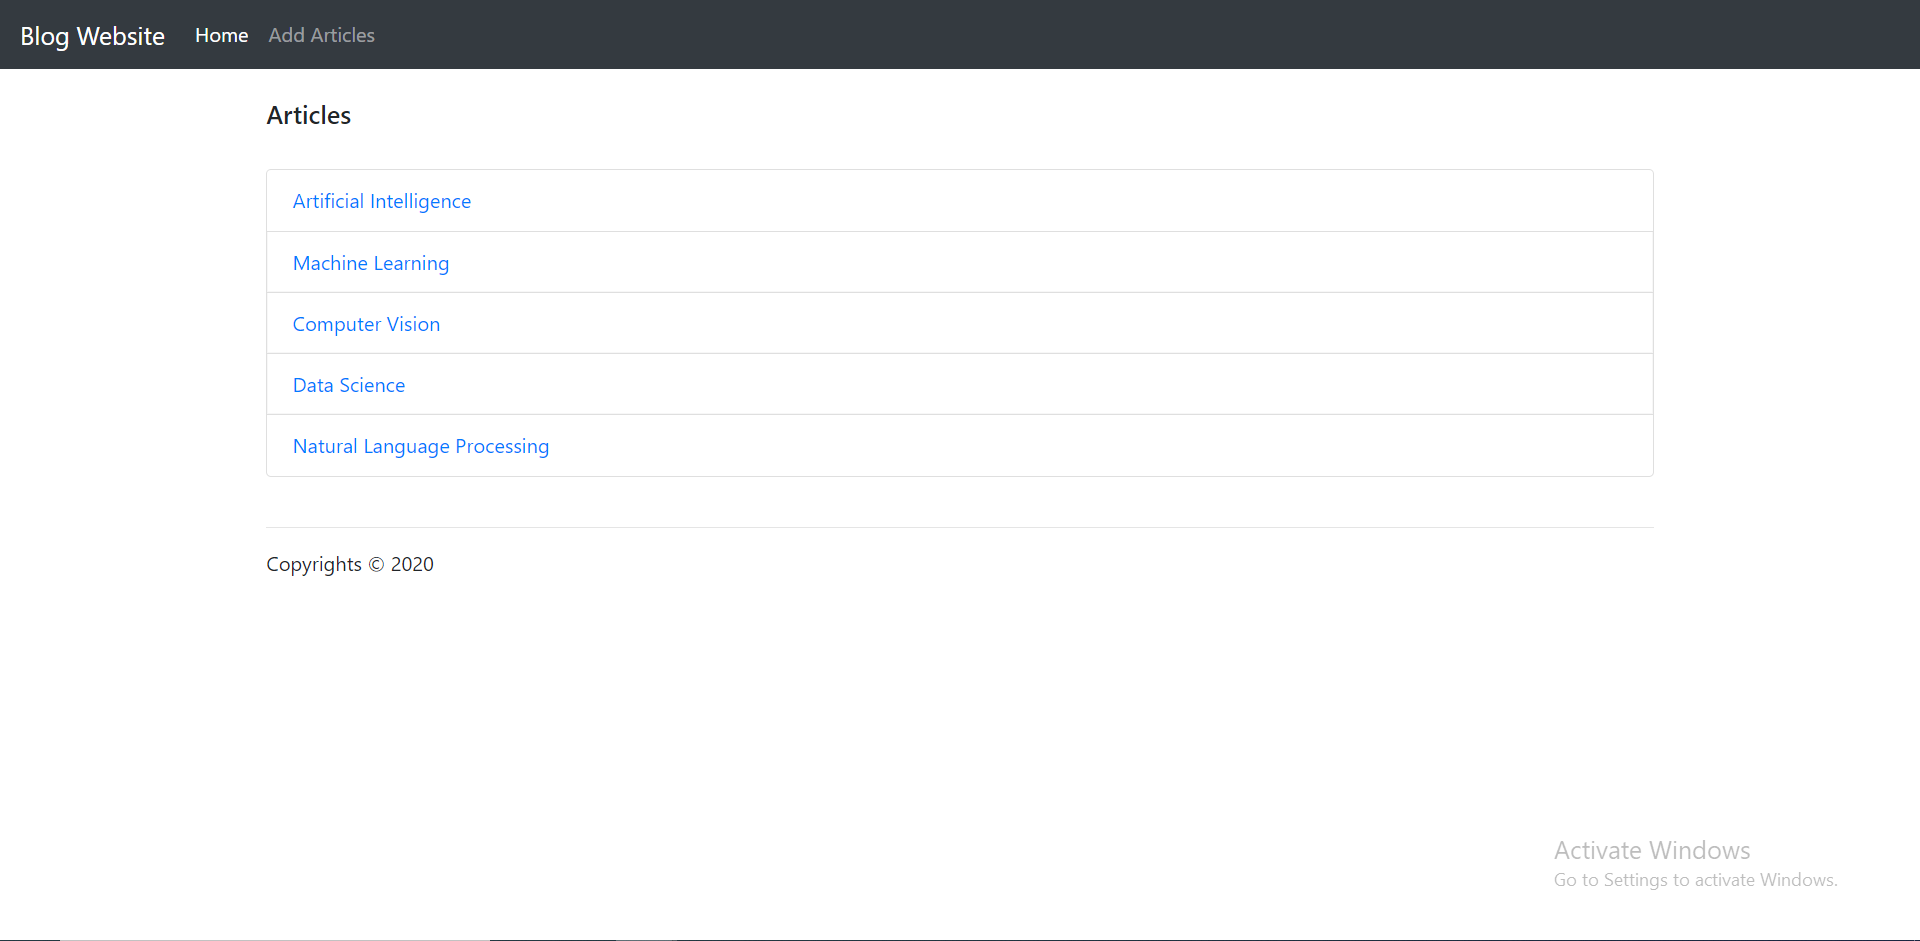 Blog Website Home Add Articles
Articles
Artificial Intelligence
Machine Learning
Computer Vision
Data Science
Natural Language Processing
Copyrights © 2020
Activate Windows
Go to Settings to activate Windows.